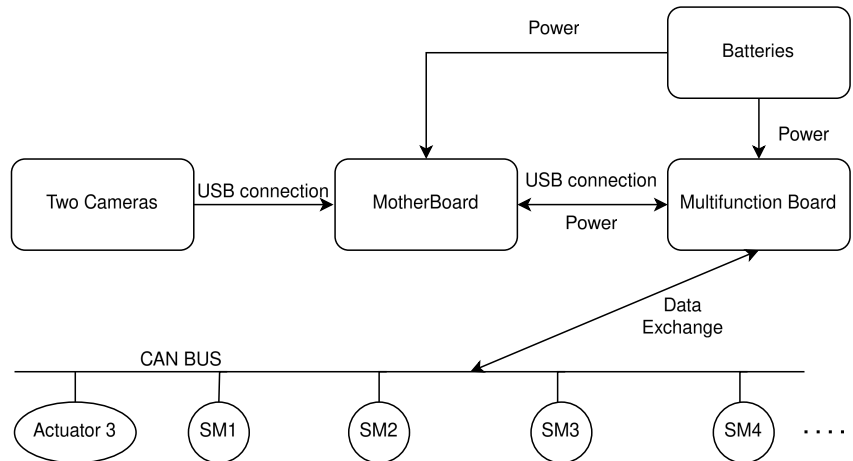 Power
Batteries
Power
Two Cameras
USB connection
MotherBoard
USB connection
Power
Multifunction Board
Data
Exchange
CAN BUS
Actuator 3
SM1
SM2
SM3
SM4
. . . .